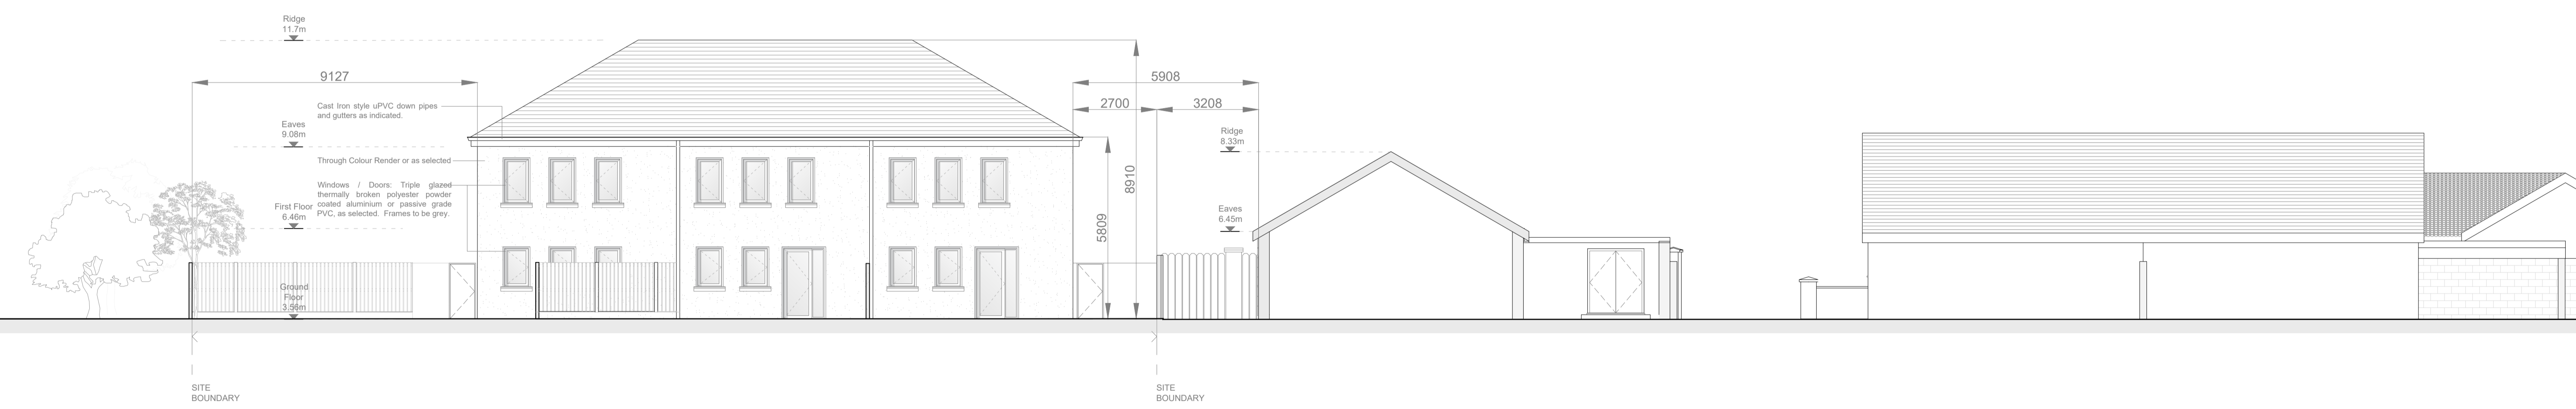 Ridge
11.7m
9127
Cast Iron style uPVC down pipes
and gutters as indicated.
Eaves
9.08m
Through Colour Render or as selected
Windows / Doors: Triple glazed
thermally broken polyester powder
coated aluminium or passive grade
PVC, as selected. Frames to be grey.
First Floor
6.46m
Ground
Floor
3.56m
5908
2700
3208
8910
5809
Ridge
8.33m
Eaves
6.45m
SITE
BOUNDARY
SITE
BOUNDARY